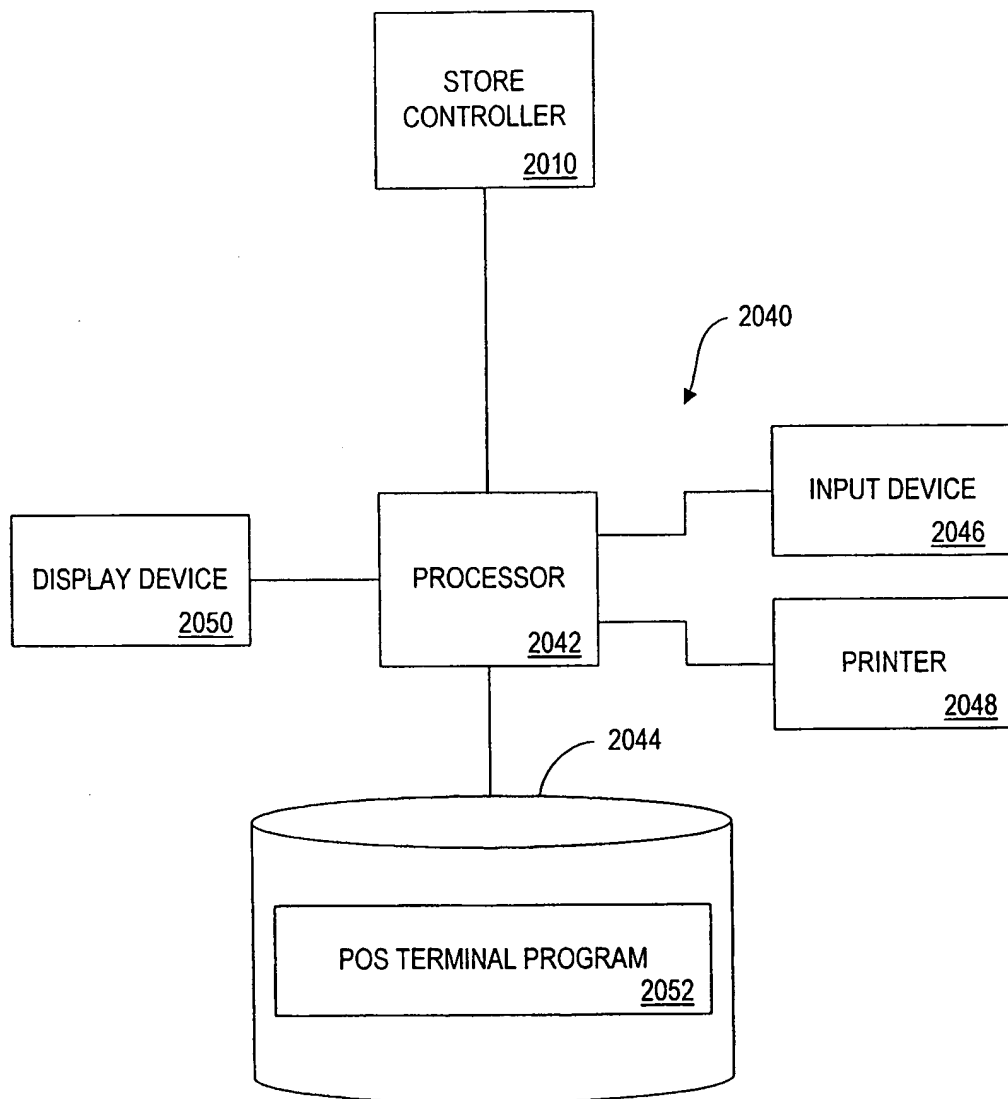 STORE
CONTROLLER
2010
2040
INPUT DEVICE
2046
DISPLAY DEVICE
2050
PROCESSOR
2042
PRINTER
2048
2044
POS TERMINAL PROGRAM
2052